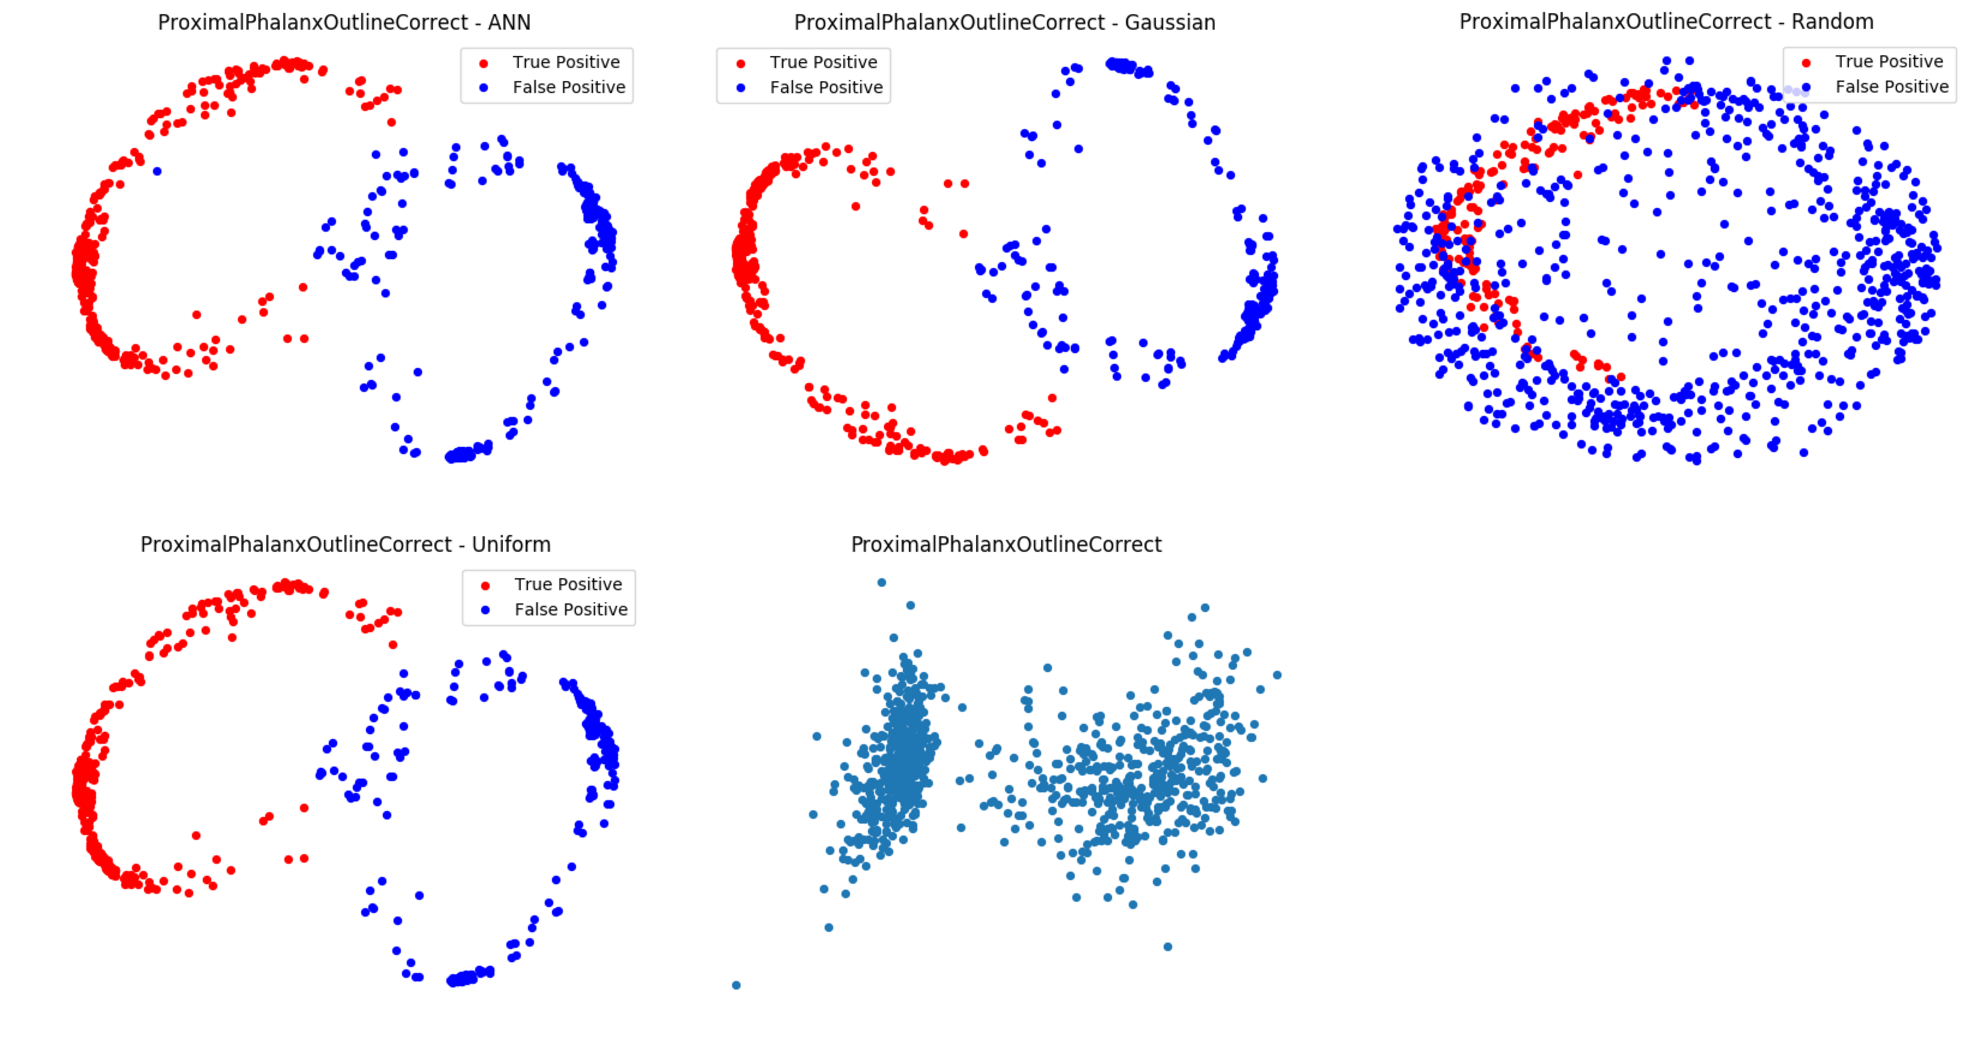 ProximalPhalanxOutlineCorrect - ANN
True Positive
False Positive
ProximalPhalanxOutlineCorrect - Gaussian
True Positive
False Positive
ProximalPhalanxOutlineCorrect - Random
True Positive
False Positive
ProximalPhalanxOutlineCorrect - Uniform
True Positive
False Positive
ProximalPhalanxOutlineCorrect